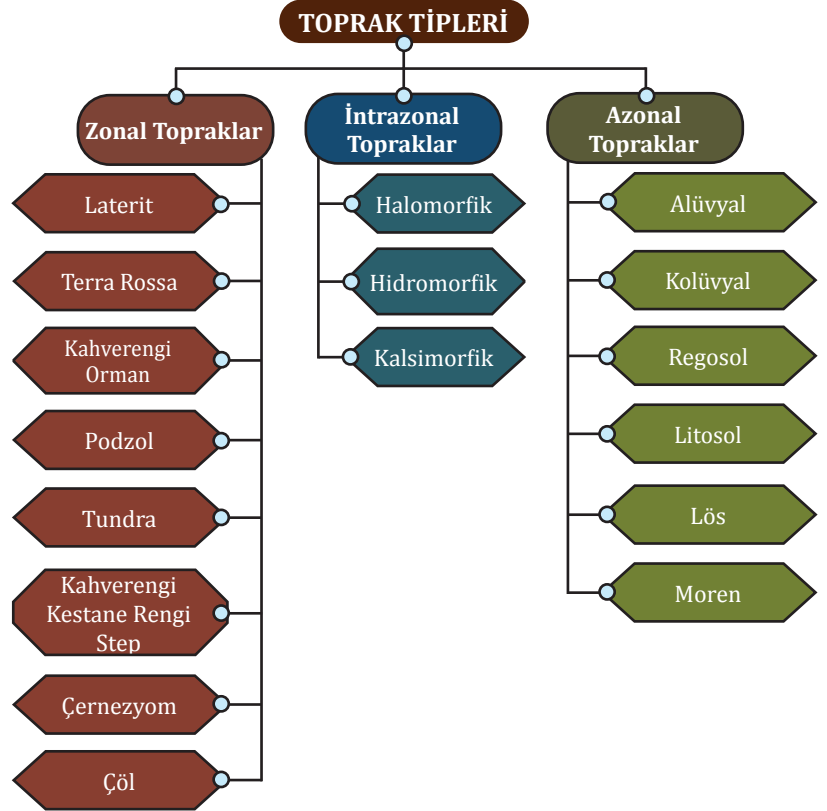 TOPRAK TİPLERİ
Zonal Topraklar
Laterit
Terra Rossa
Kahverengi
Orman
Podzol
Tundra
Kahverengi
Kestane Rengi
Step
Çernezyom
Çöl
İntrazonal
Topraklar
Halomorfik
Hidromorfik
Kalsimorfik
Azonal
Topraklar
Alüvyal
Kolüvyal
Regosol
Litosol
Lös
Moren